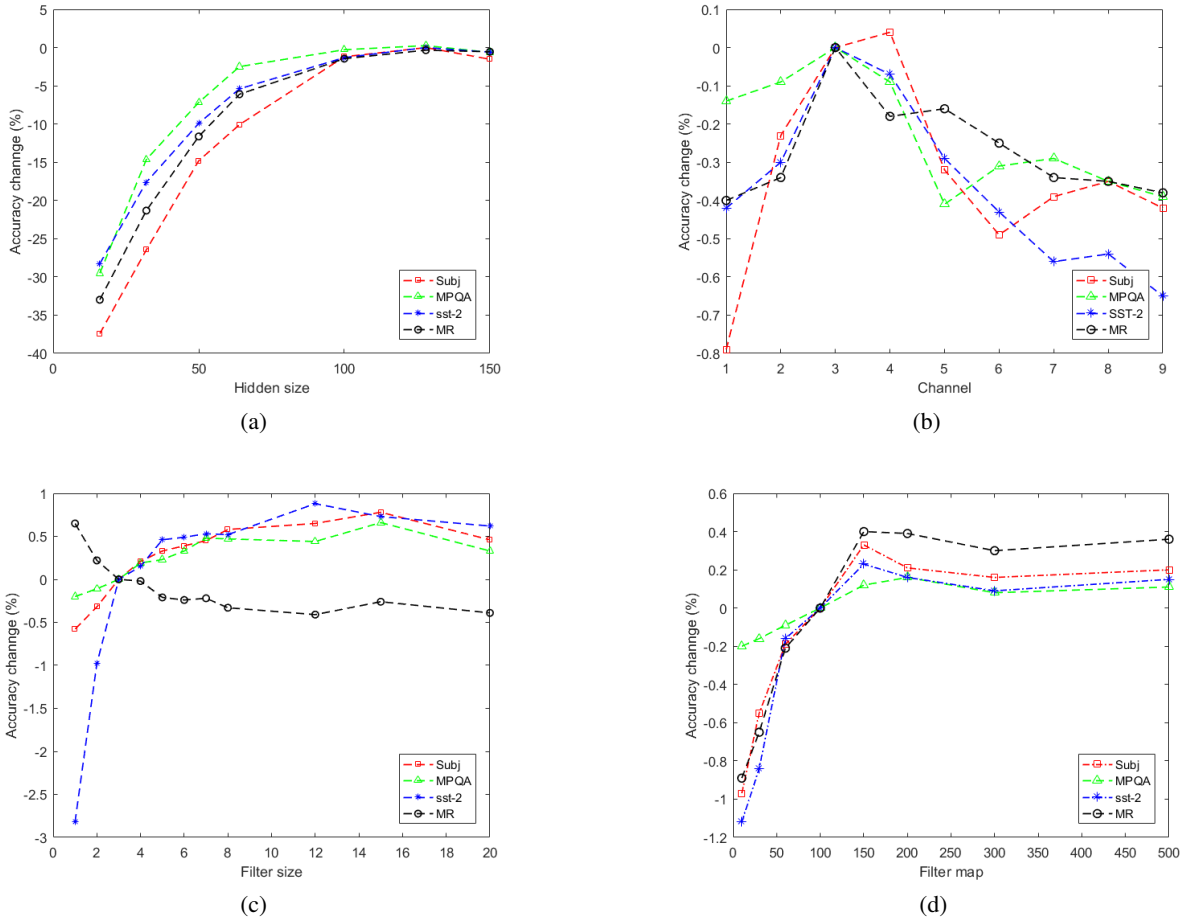 5
0
-5
-10
-15
-20
-25
-30
-35
-40
Accuracy channge (%)
0 50 100 150
Hidden size
Subj
MPQA
sst-2
MR
(a)
0.1
0
-0.1
-0.2
-0.3
-0.4
-0.5
-0.6
-0.7
-0.8
Accuracy channge (%)
1 2 3 4 5 6 7 8 9
Channel
Subj
MPQA
SST-2
MR
(b)
1
0.5
0
-0.5
-1
-1.5
-2
-2.5
-3
Accuracy channge (%)
0 2 4 6 8 10 12 14 16 18 20
Filter size
Subj
MPQA
sst-2
MR
(c)
0.6
0.4
0.2
0
-0.2
-0.4
-0.6
-0.8
-1
-1.2
Accuracy channge (%)
0 50 100 150 200 250 300 350 400 450 500
Filter map
Subj
MPQA
sst-2
MR
(d)